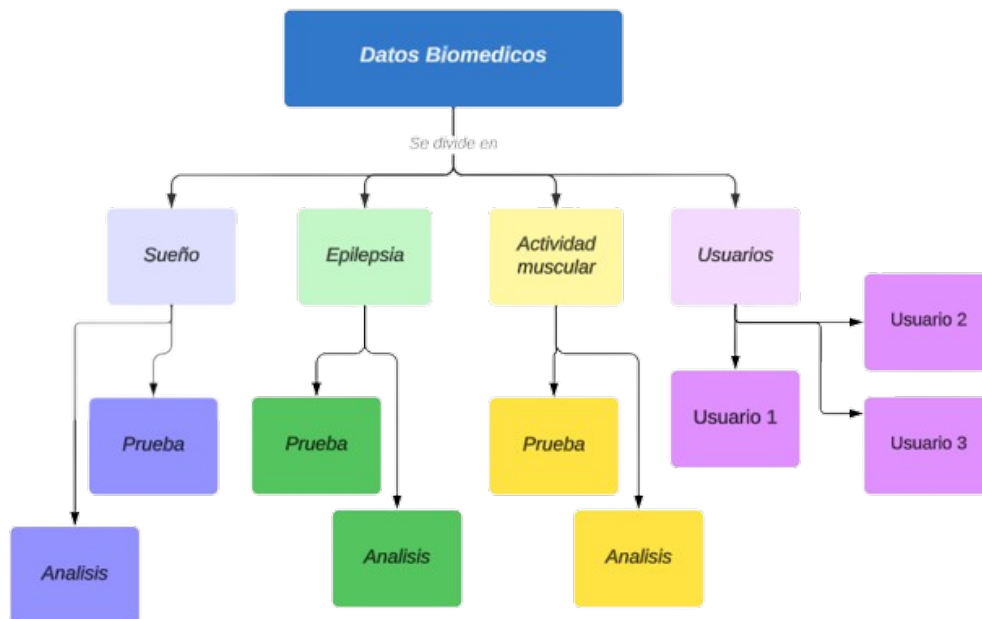 Datos Biomedicos
Se divide en
Sueño
Epilepsia
Actividad
muscular
Usuarios
Usuario 2
Prueba
Prueba
Prueba
Usuario 1
Usuario 3
Analisis
Analisis
Analisis